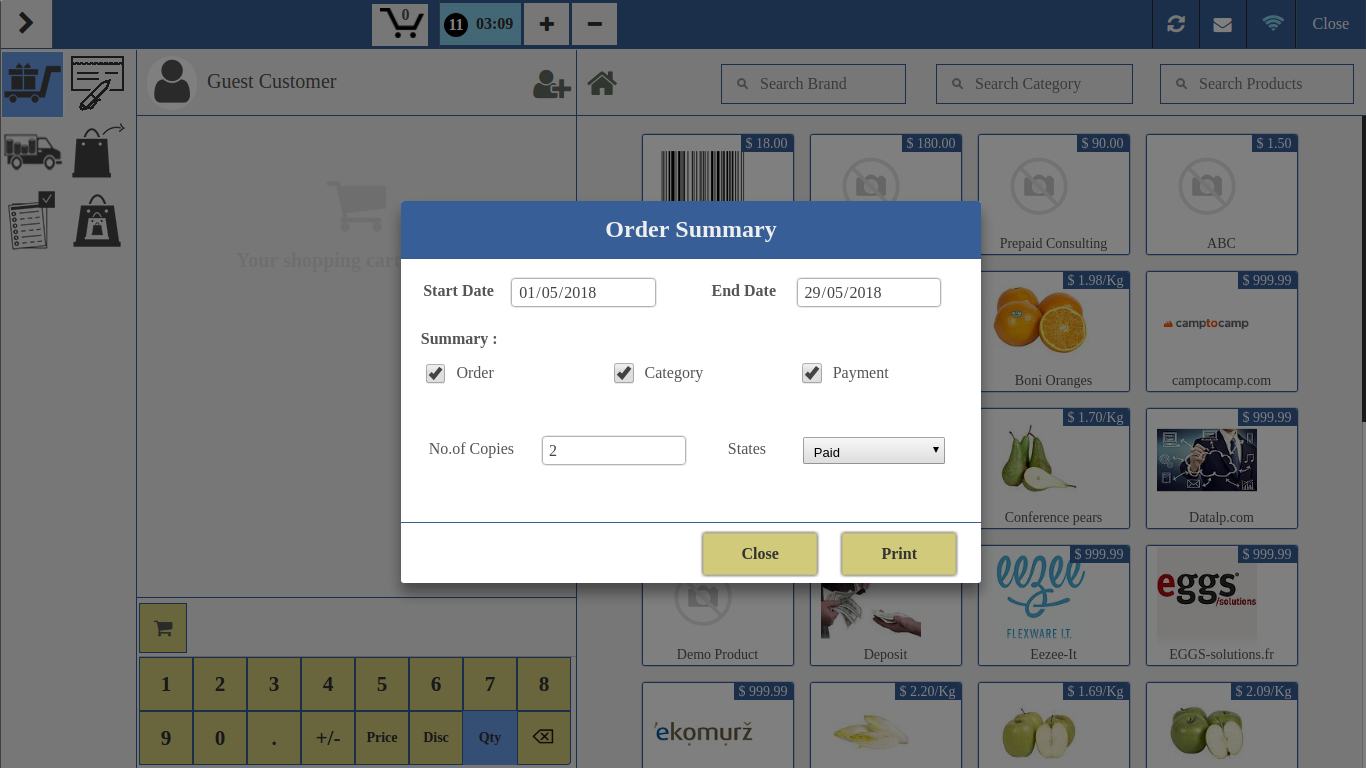 0
11 03:09
Close
Guest Customer
Search Brand
Search Category
Search Products
Your shopping car
$ 18.00
$ 180.00
$ 90.00
Prepaid Consulting
$ 1.50
ABC
Order Summary
Start Date 01/05/2018 End Date 29/05/2018
Summary :
Order Category Payment
No.of Copies 2 States Paid
Close Print
$ 1.98/Kg
Boni Oranges
$ 999.99
camptocamp
camptocamp.com
$ 1.70/Kg
Conference pears
$ 999.99
Datalp.com
Demo Product
Deposit
$ 999.99
eezee
FLEXWARE I.T.
Eezee-It
$ 999.99
eggs
/solutions
EGGS-solutions.fr
$ 999.99
ekomurz
$ 2.20/Kg
$ 1.69/Kg
$ 2.09/Kg
1 2 3 4 5 6 7 8
9 0 . +/- Price Disc Qty